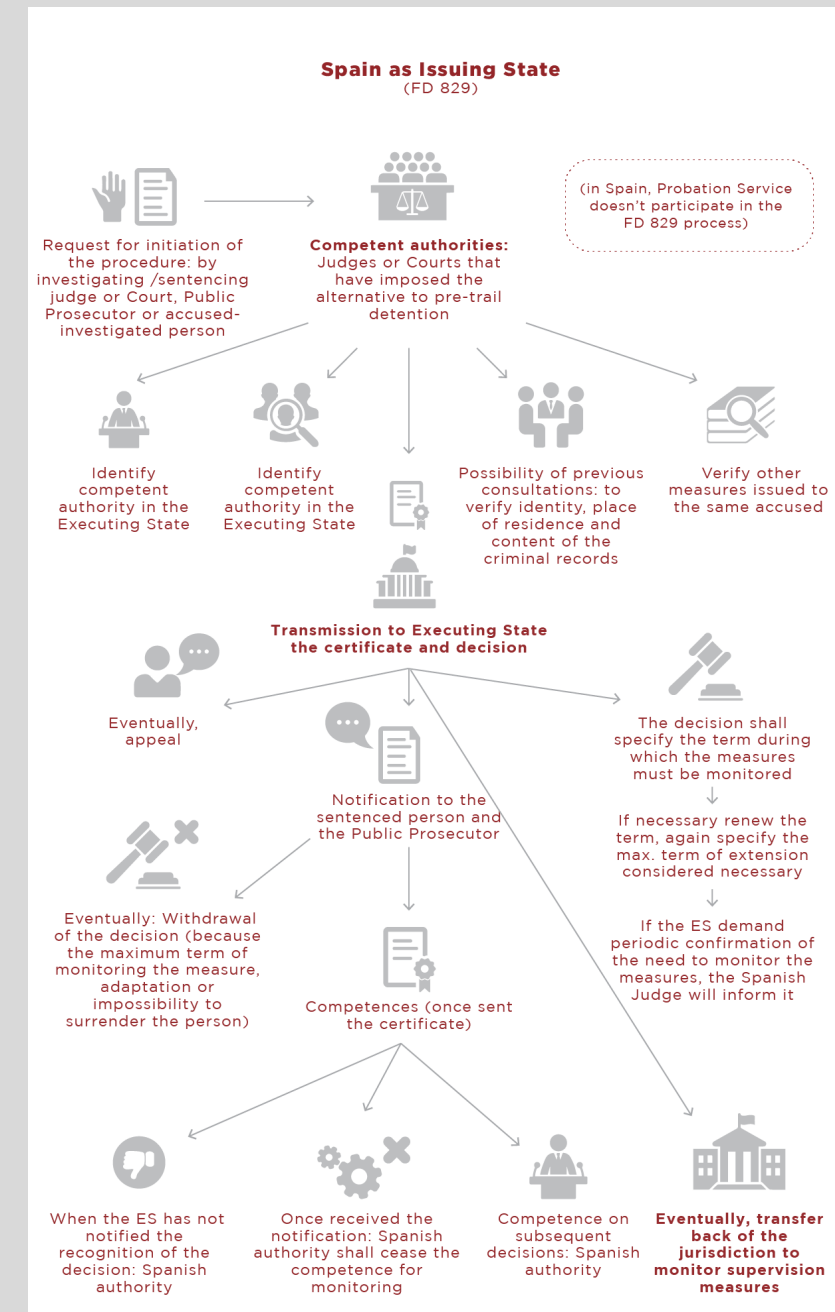 Spain as Issuing State
(FD 829)
(in Spain, Probation Service
doesn't participate in the
FD 829 process)
Request for initiation of
the procedure: by
investigating /sentencing
judge or Court, Public
Prosecutor or accused-
investigated person
Competent authorities:
Judges or Courts that
have imposed the
alternative to pre-trail
detention
Identify
competent
authority in the
Executing State
Identify
competent
authority in the
Executing State
Possibility of previous
consultations: to
verify identity, place
of residence and
content of the
criminal records
Verify other
measures issued to
the same accused
Transmission to Executing State
the certificate and decision
Eventually,
appeal
Notification to the
sentenced person and
the Public Prosecutor
The decision shall
specify the term during
which the measures
must be monitored
If necessary renew the
term, again specify the
max. term of extension
considered necessary
If the ES demand
periodic confirmation of
the need to monitor the
measures, the Spanish
Judge will inform it
Eventually: Withdrawal
of the decision (because
the maximum term of
monitoring the measure,
adaptation or
impossibility to
surrender the person)
Competences (once sent
the certificate)
When the ES has not
notified the
recognition of the
decision: Spanish
authority
Once received the
notification: Spanish
authority shall cease the
competence for
monitoring
Competence on
subsequent
decisions: Spanish
authority
Eventually, transfer
back of the
jurisdiction to
monitor supervision
measures